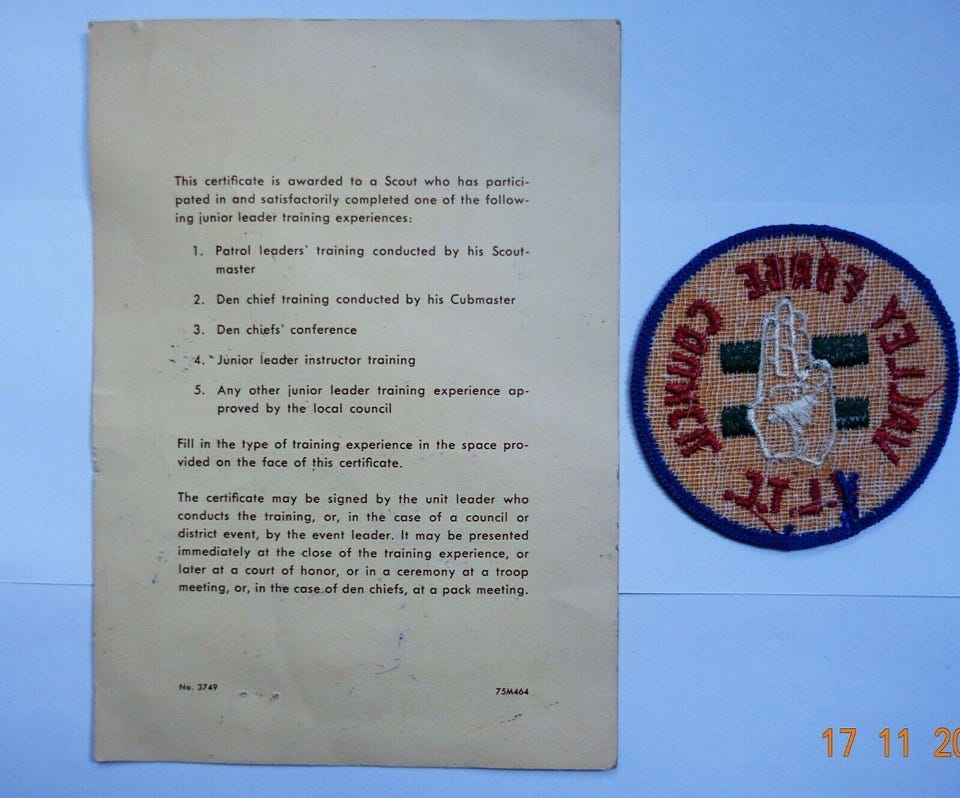 This certificate is awarded to a Scout who has partici-
pated in and satisfactorily completed one of the follow-
ing junior leader training experiences:
1. Patrol leaders' training conducted by his Scout-
master
2. Den chief training conducted by his Cubmaster
3. Den chiefs' conference
4. Junior leader instructor training
5. Any other junior leader training experience ap-
proved by the local council
Fill in the type of training experience in the space pro-
vided on the face of this certificate.
The certificate may be signed by the unit leader who
conducts the training, or, in the case of a council or
district event, by the event leader. It may be presented
immediately at the close of the training experience, or
later at a court of honor, or in a ceremony at a troop
meeting, or, in the case of den chiefs, at a pack meeting.
No. 3749
75M464
VALLEY FORGE COUNCIL
17 11 20